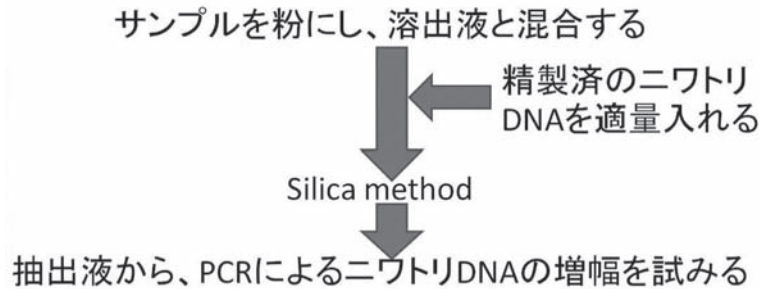 サンプルを粉にし、溶出液と混合する
精製済のニワトリ
DNAを適量入れる
Silica method
抽出液から、PCRによるニワトリDNAの増幅を試みる